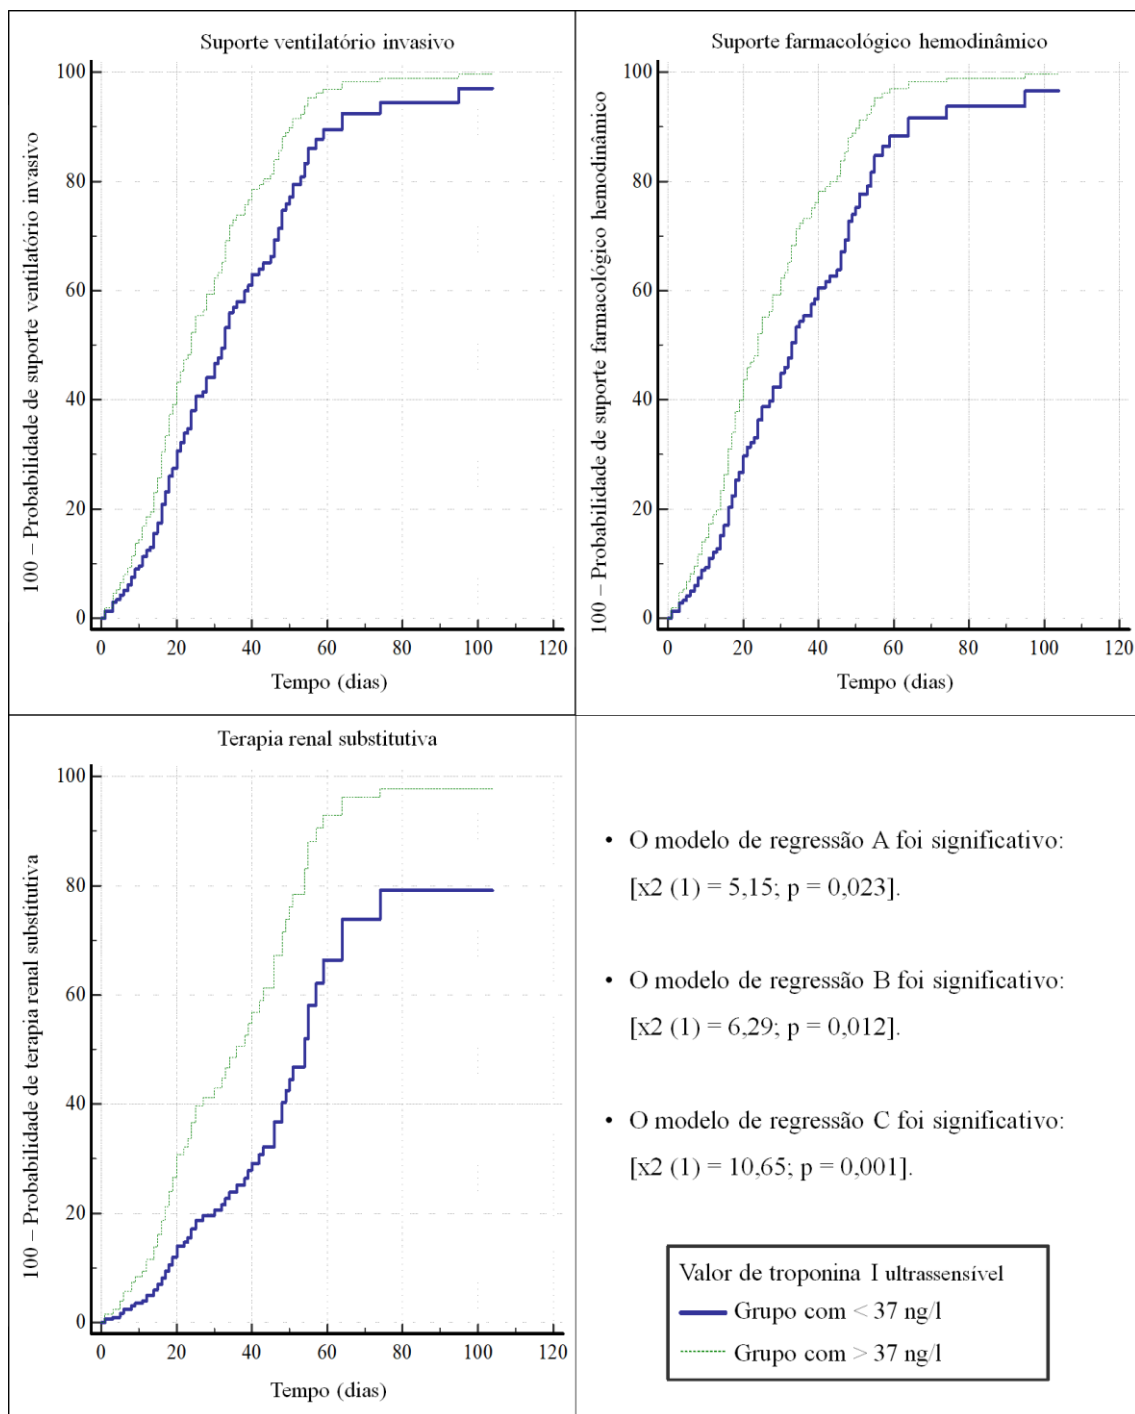 Suporte ventilatório invasivo
100 – Probabilidade de suporte ventilatório invasivo
100
80
60
40
20
0
0 20 40 60 80 100 120
Tempo (dias)
Suporte farmacológico hemodinâmico
100 – Probabilidade de suporte farmacológico hemodinâmico
100
80
60
40
20
0
0 20 40 60 80 100 120
Tempo (dias)
Terapia renal substitutiva
100 – Probabilidade de terapia renal substitutiva
100
80
60
40
20
0
0 20 40 60 80 100 120
Tempo (dias)
• O modelo de regressão A foi significativo:
[x2 (1) = 5,15; p = 0,023].
• O modelo de regressão B foi significativo:
[x2 (1) = 6,29; p = 0,012].
• O modelo de regressão C foi significativo:
[x2 (1) = 10,65; p = 0,001].
Valor de troponina I ultrassensível
Grupo com < 37 ng/l
Grupo com > 37 ng/l